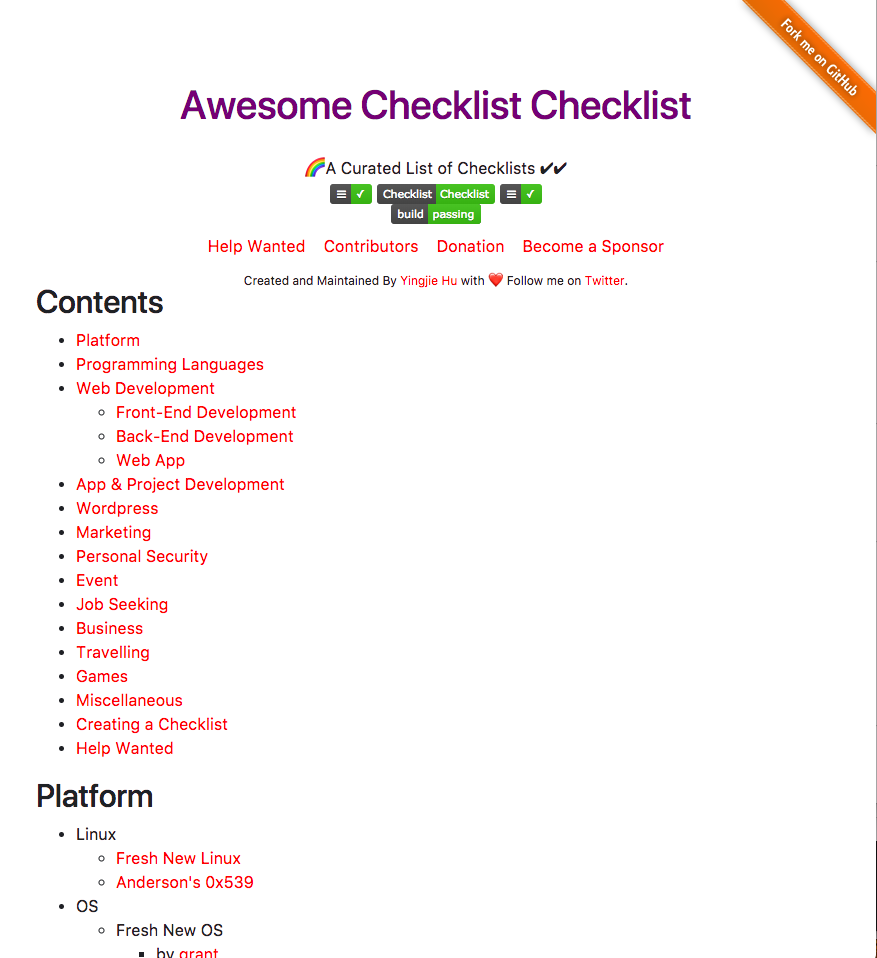 Fork me on GitHub
Awesome Checklist Checklist
🌈A Curated List of Checklists ✔✔
≡ ✓ Checklist Checklist ≡ ✓
build passing
Help Wanted Contributors Donation Become a Sponsor
Created and Maintained By Yingjie Hu with ❤️ Follow me on Twitter.
Contents
Platform
Programming Languages
Web Development
Front-End Development
Back-End Development
Web App
App & Project Development
Wordpress
Marketing
Personal Security
Event
Job Seeking
Business
Travelling
Games
Miscellaneous
Creating a Checklist
Help Wanted
Platform
Linux
Fresh New Linux
Anderson's 0x539
OS
Fresh New OS
by grant